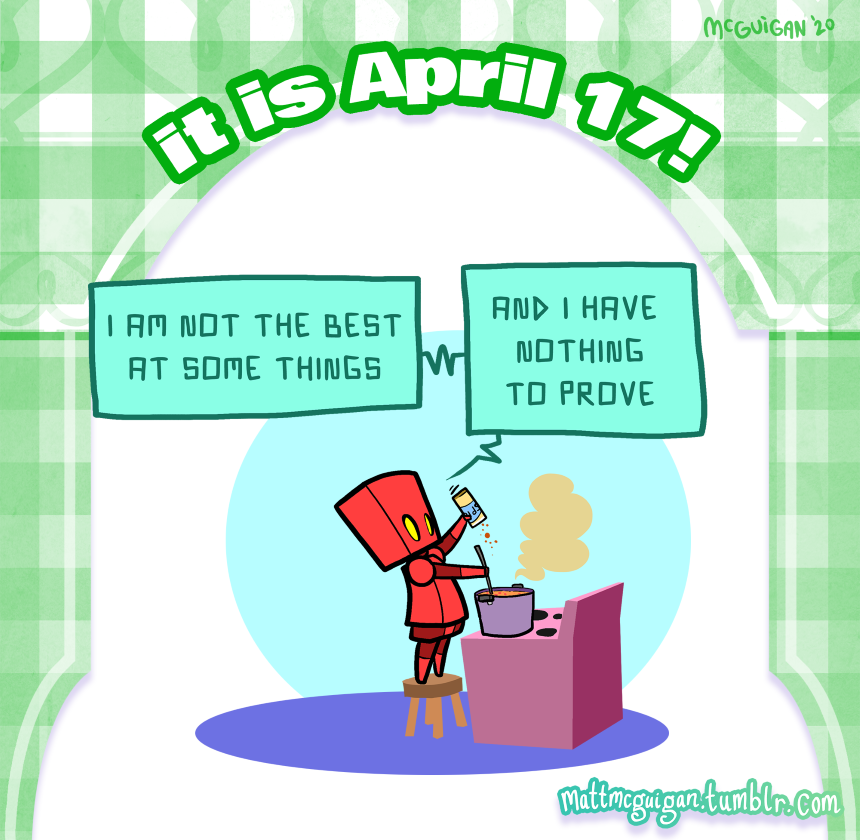 McGUiGAN '20
it is April 17!
I AM NOT THE BEST
AT SOME THINGS
AND I HAVE
NOTHING
TO PROVE
mattmcguigan.tumblr.com